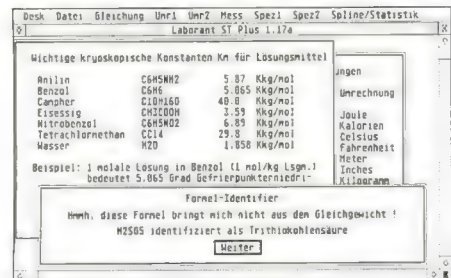 Desk Datei Gleichung Umr1 Umr2 Mess Spez1 Spez2 Spline/Statistik
Laborant ST Plus 1.17a
Wichtige kryoskopische Konstanten Km für Lösungsmittel
Anilin C6H5NH2 5.87 Kkg/mol
Benzol C6H6 5.065 Kkg/mol
Campher C10H16O 40.0 Kkg/mol
Eisessig CH3COOH 3.59 Kkg/mol
Nitrobenzol C6H5NO2 6.89 Kkg/mol
Tetrachlormethan CCl4 29.8 Kkg/mol
Wasser H2O 1.858 Kkg/mol
Beispiel: 1 molale Lösung in Benzol (1 mol/kg Lsgm.)
bedeutet 5.065 Grad Gefrierpunkterniedri-
ungen
Umrechnung
Joule
Kalorien
Celsius
Fahrenheit
Meter
Inches
Kilogramm
Formel-Identifier
Hmmh, diese Formel bringt mich nicht aus dem Gleichgewicht !
identifiziert als Trithiokohlensäure
Weiter